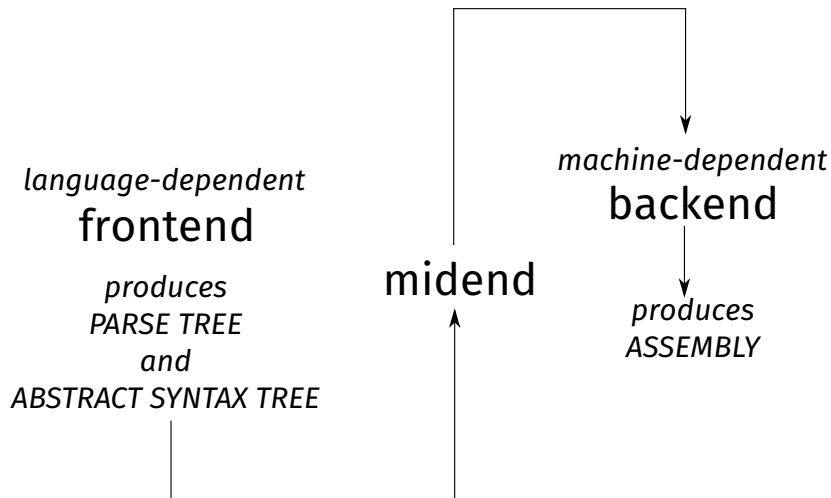 language-dependent
frontend
produces
PARSE TREE
and
ABSTRACT SYNTAX TREE
midend
machine-dependent
backend
produces
ASSEMBLY